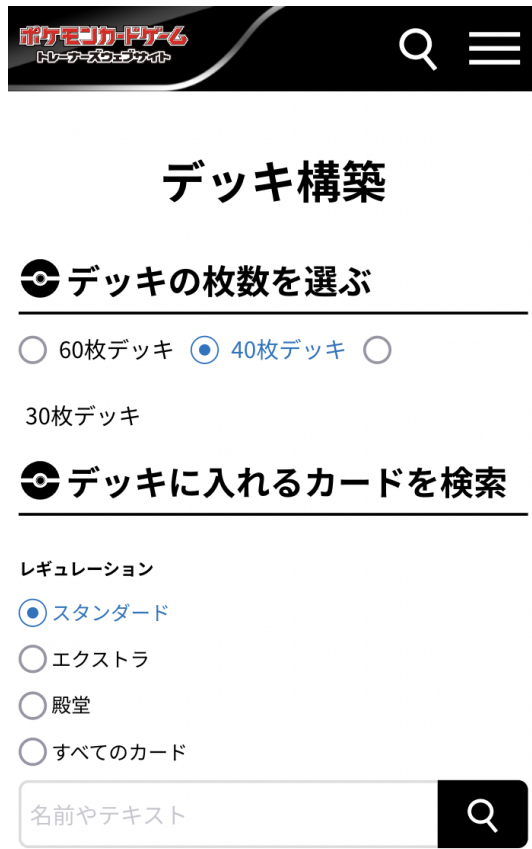 ポケモンカードゲーム
トレーナーズウェブサイト
デッキ構築
デッキの枚数を選ぶ
60枚デッキ 40枚デッキ
30枚デッキ
デッキに入れるカードを検索
レギュレーション
スタンダード
エクストラ
殿堂
すべてのカード
名前やテキスト